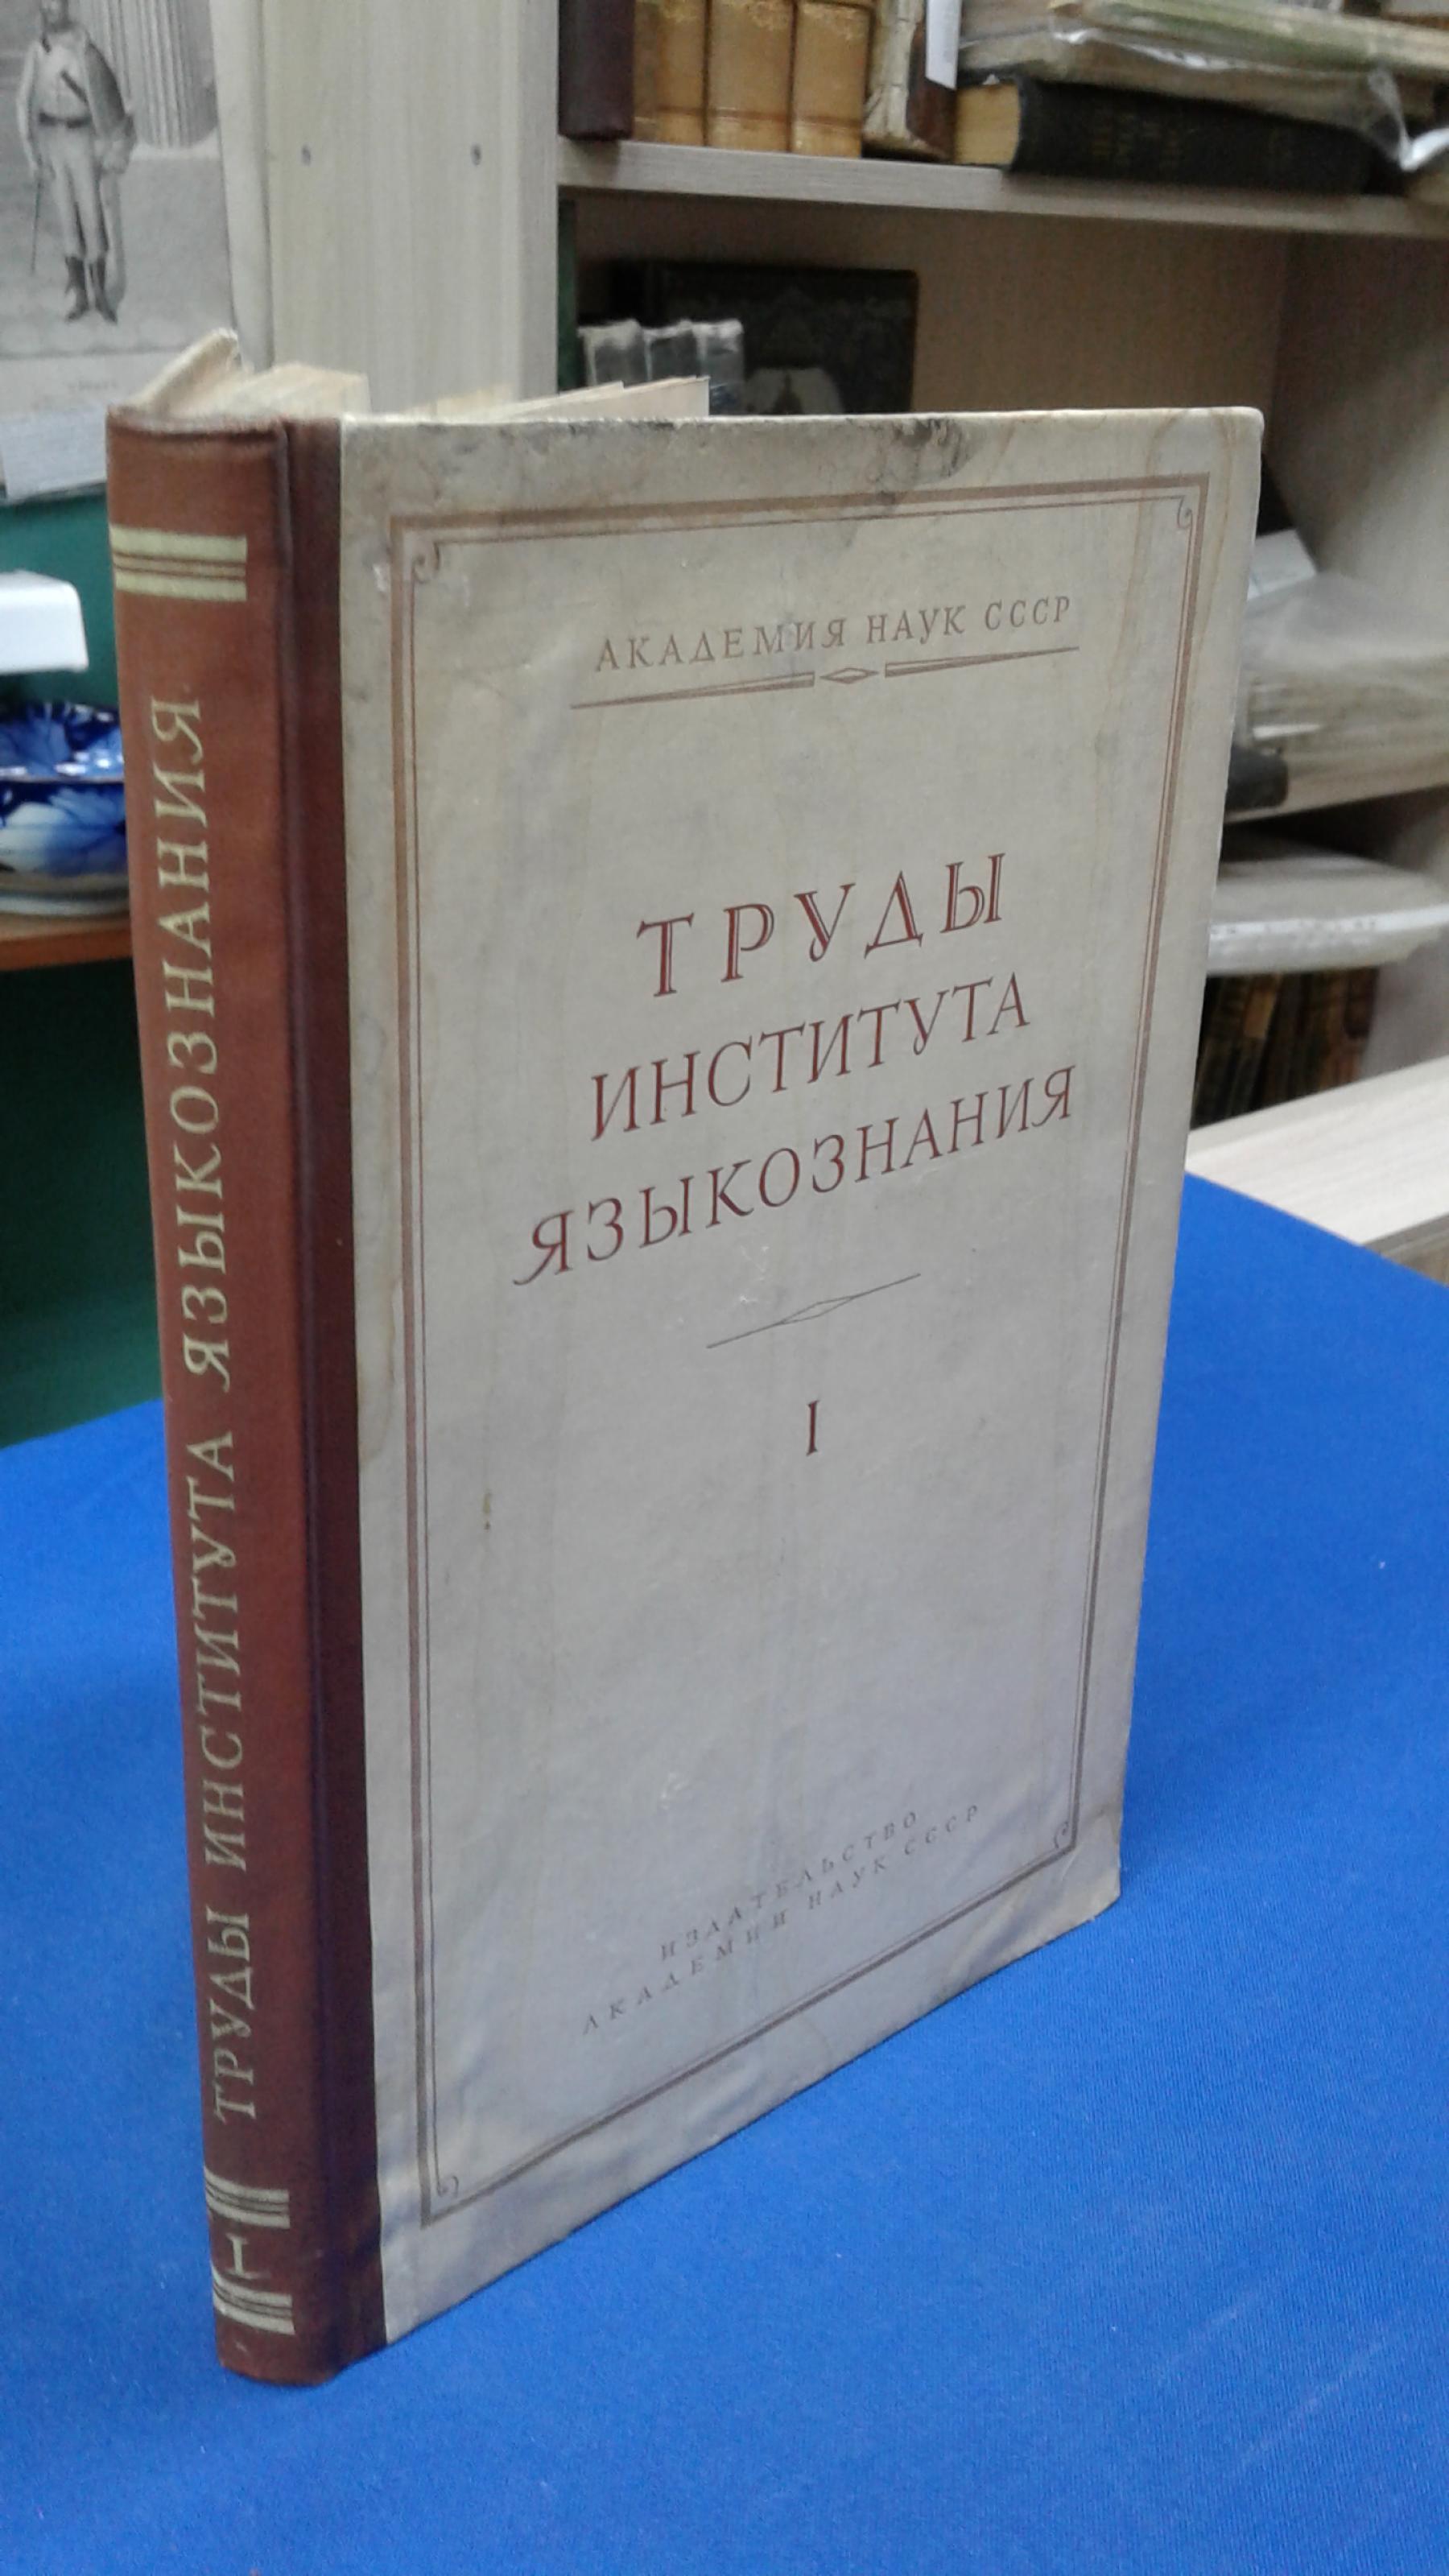 АКАДЕМИЯ НАУК СССР
ТРУДЫ
ИНСТИТУТА
ЯЗЫКОЗНАНИЯ
I
ИЗДАТЕЛЬСТВО
АКАДЕМИИ НАУК СССР
ТРУДЫ ИНСТИТУТА ЯЗЫКОЗНАНИЯ
I